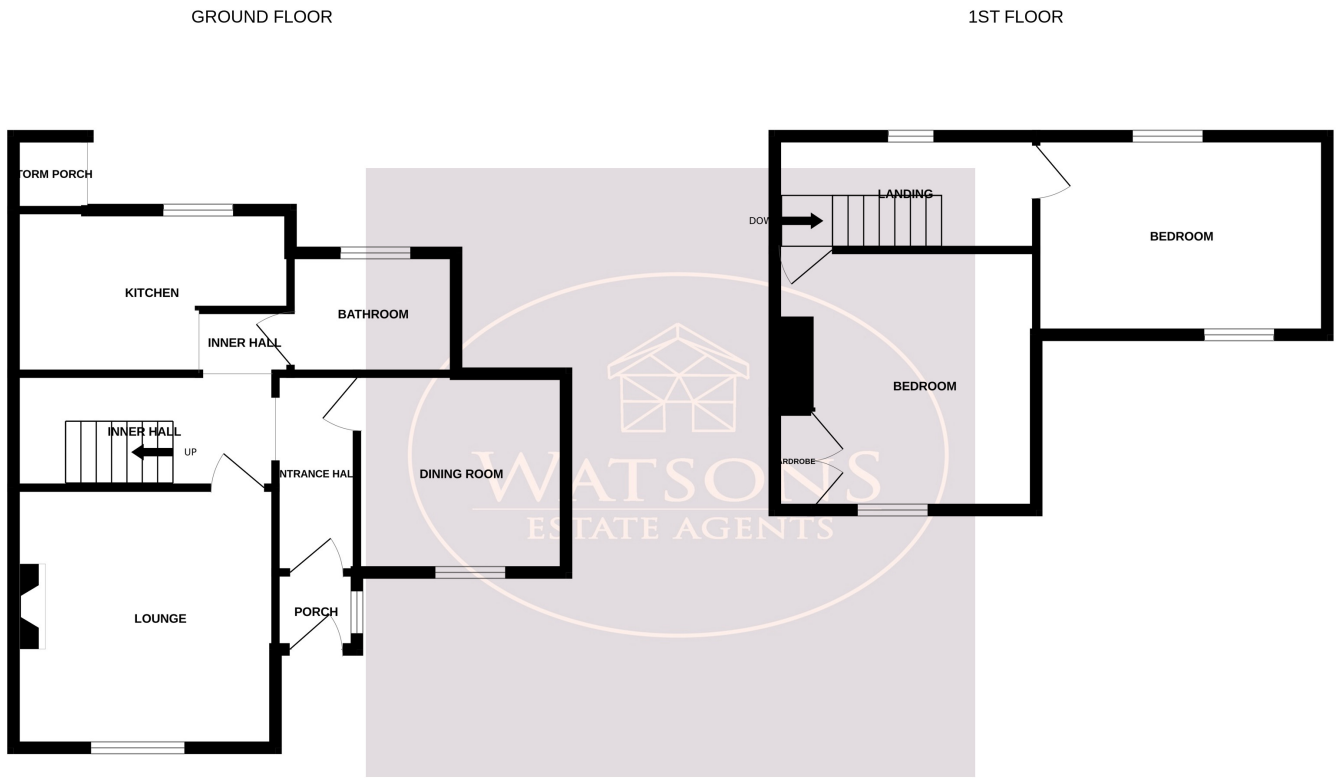 GROUND FLOOR
1ST FLOOR
TORM PORCH
KITCHEN
BATHROOM
INNER HALL
INNER HALL
UP
NTRANCE HAL
DINING ROOM
LOUNGE
PORCH
LANDING
DOW
BEDROOM
BEDROOM
ARDROBE
WATSONS
ESTATE AGENTS